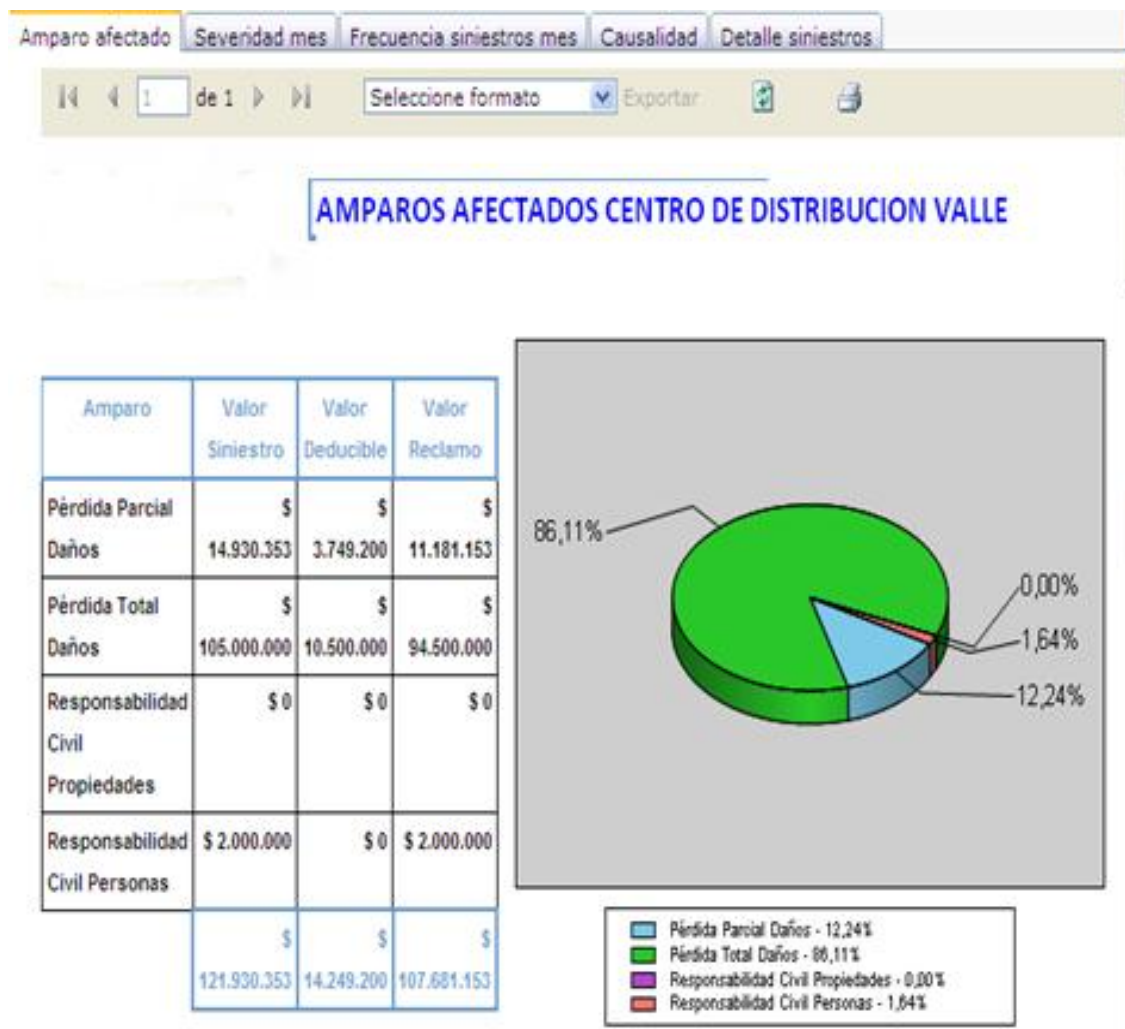 Amparo afectado Severidad mes Frecuencia siniestros mes Causalidad Detalle siniestros
1 de 1 Seleccione formato Exportar
AMPAROS AFECTADOS CENTRO DE DISTRIBUCION VALLE
Amparo Valor Siniestro Valor Deducible Valor Reclamo
Pérdida Parcial Daños $ 14.930.353 $ 3.749.200 $ 11.181.153
Pérdida Total Daños $ 105.000.000 $ 10.500.000 $ 94.500.000
Responsabilidad Civil Propiedades $ 0 $ 0 $ 0
Responsabilidad Civil Personas $ 2.000.000 $ 0 $ 2.000.000
$ 121.930.353 $ 14.249.200 $ 107.681.153
86,11%
0,00%
1,64%
12,24%
Pérdida Parcial Daños - 12,24%
Pérdida Total Daños - 86,11%
Responsabilidad Civil Propiedades - 0,00%
Responsabilidad Civil Personas - 1,64%